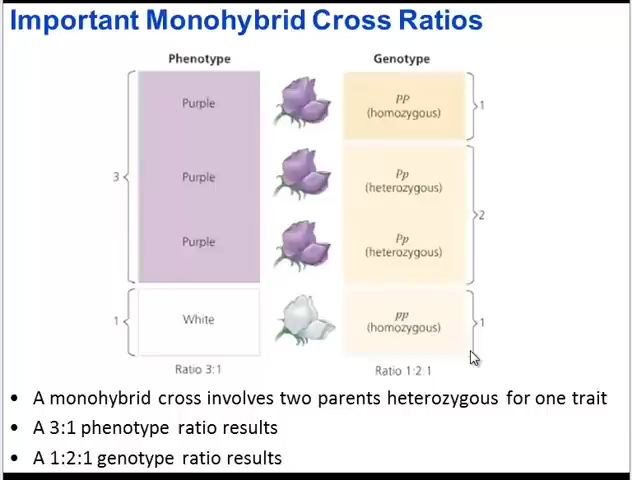 Important Monohybrid Cross Ratios
Phenotype
Genotype
Purple
PP
(homozygous)
1
3
Purple
Pp
(heterozygous)
2
Purple
Pp
(heterozygous)
1
White
pp
(homozygous)
1
Ratio 3:1
Ratio 1:2:1
• A monohybrid cross involves two parents heterozygous for one trait
• A 3:1 phenotype ratio results
• A 1:2:1 genotype ratio results